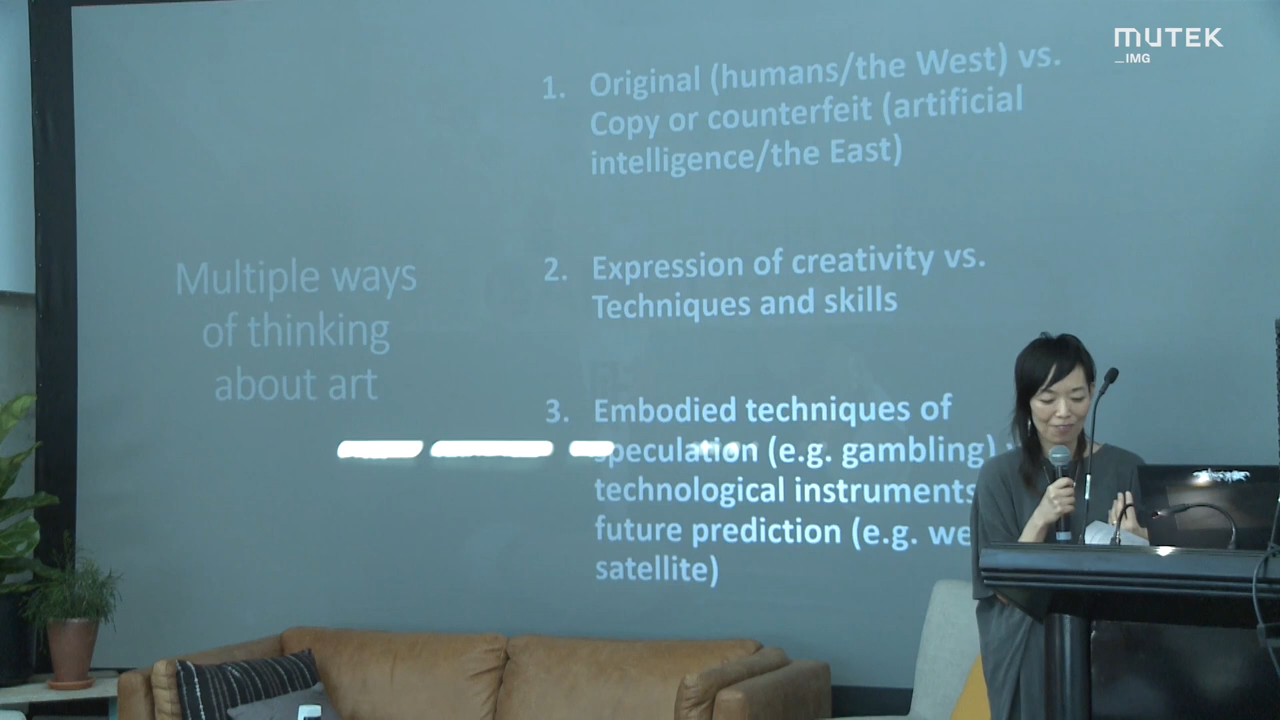 MUTEK
_IMG
Multiple ways
of thinking
about art
1. Original (humans/the West) vs.
Copy or counterfeit (artificial
intelligence/the East)
2. Expression of creativity vs.
Techniques and skills
3. Embodied techniques of
speculation (e.g. gambling)
technological instruments
future prediction (e.g.
satellite)